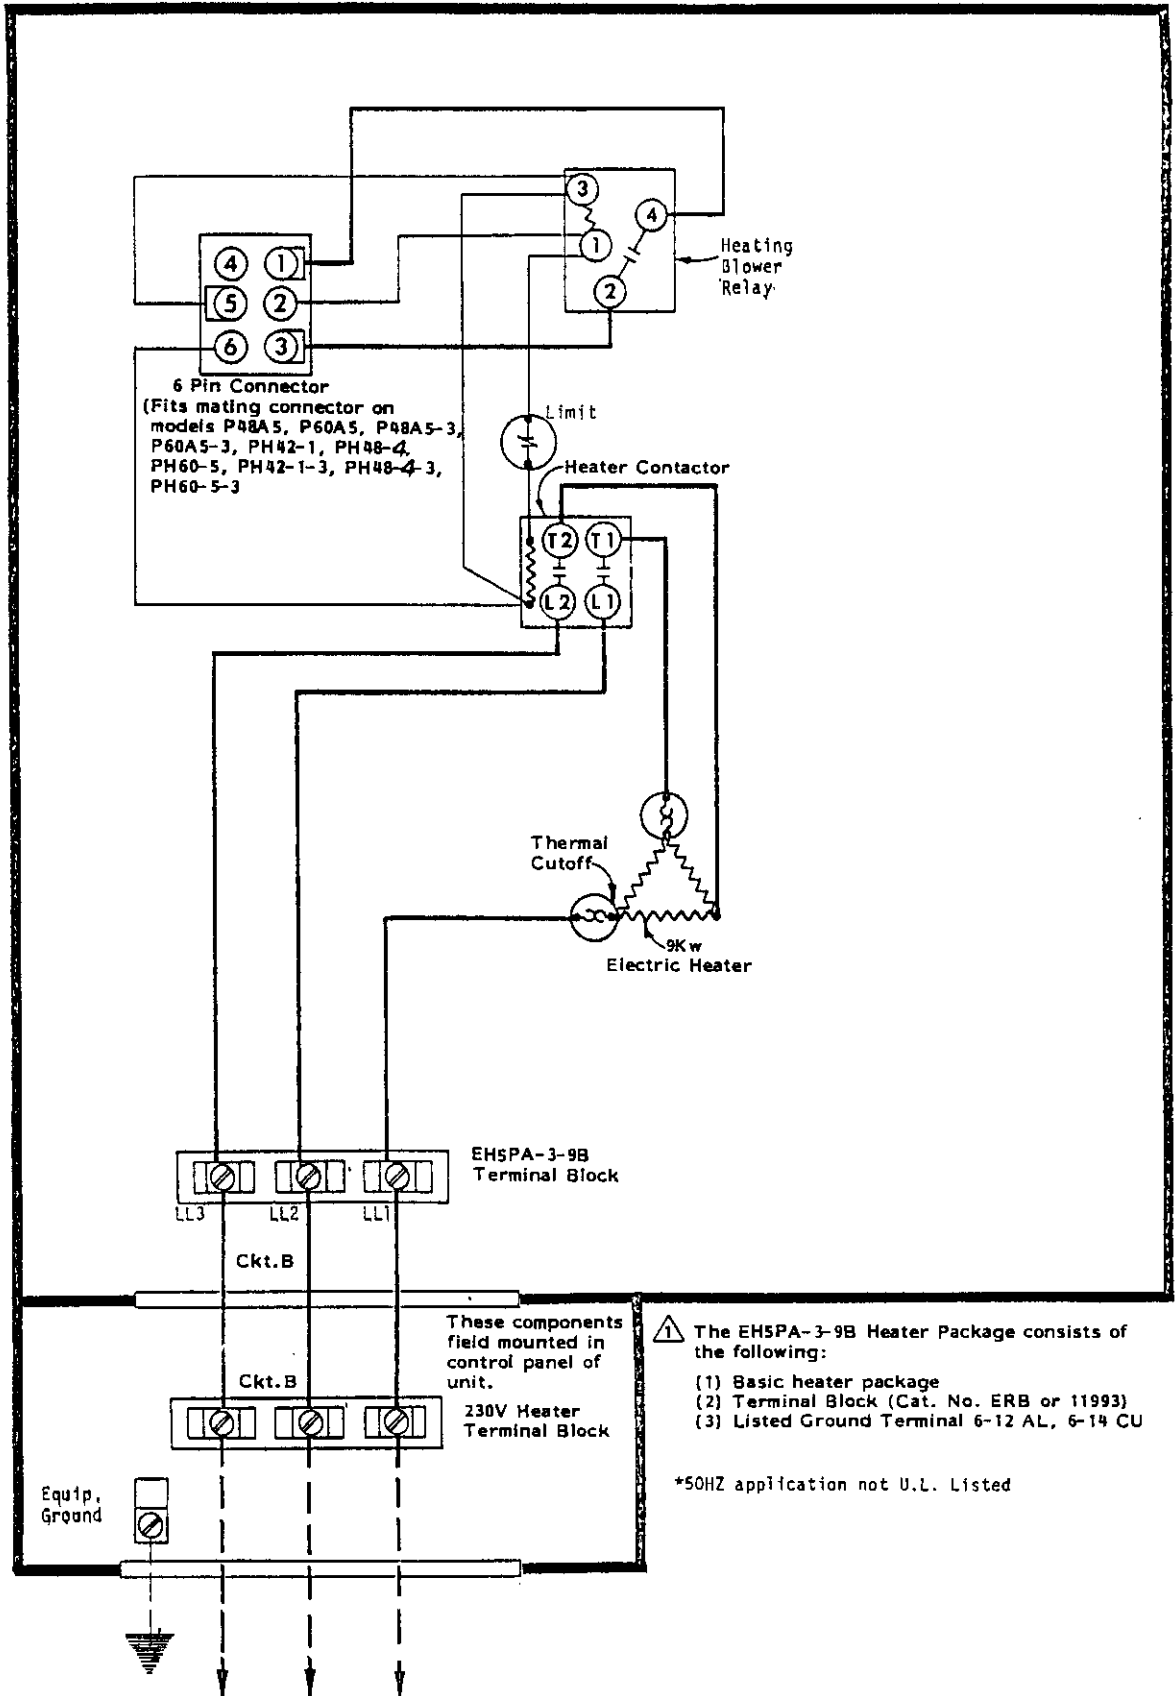 3
4
1
2
Heating
Blower
Relay
4 1
5 2
6 3
6 Pin Connector
(Fits mating connector on
models P48A5, P60A5, P48A5-3,
P60A5-3, PH42-1, PH48-4,
PH60-5, PH42-1-3, PH48-4-3,
PH60-5-3
Limit
Heater Contactor
T2 T1
L2 L1
Thermal
Cutoff
9Kw
Electric Heater
EH5PA-3-9B
Terminal Block
LL3 LL2 LL1
Ckt.B
These components
field mounted in
control panel of
unit.
Ckt.B
230V Heater
Terminal Block
Equip.
Ground
1 The EH5PA-3-9B Heater Package consists of
the following:
(1) Basic heater package
(2) Terminal Block (Cat. No. ERB or 11993)
(3) Listed Ground Terminal 6-12 AL, 6-14 CU
*50HZ application not U.L. Listed